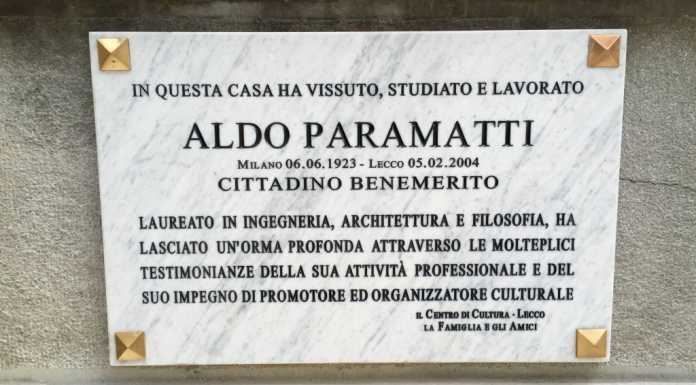 IN QUESTA CASA HA VISSUTO, STUDIATO E LAVORATO
ALDO PARAMATTI
MILANO 06.06.1923 - LECCO 05.02.2004
CITTADINO BENEMERITO
LAUREATO IN INGEGNERIA, ARCHITETTURA E FILOSOFIA, HA
LASCIATO UN'ORMA PROFONDA ATTRAVERSO LE MOLTEPLICI
TESTIMONIANZE DELLA SUA ATTIVITÀ PROFESSIONALE E DEL
SUO IMPEGNO DI PROMOTORE ED ORGANIZZATORE CULTURALE
IL CENTRO DI CULTURA - LECCO
LA FAMIGLIA E GLI AMICI